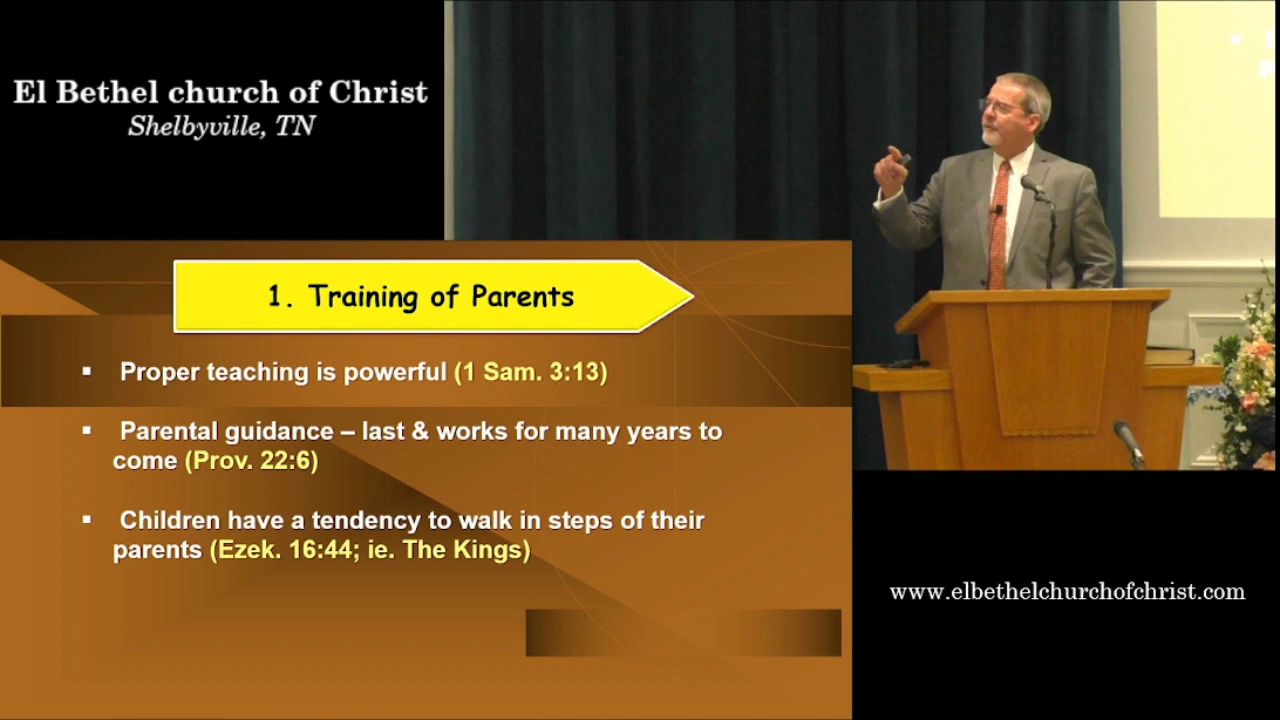 El Bethel church of Christ
Shelbyville, TN
1. Training of Parents
▪ Proper teaching is powerful (1 Sam. 3:13)
▪ Parental guidance – last & works for many years to
come (Prov. 22:6)
▪ Children have a tendency to walk in steps of their
parents (Ezek. 16:44; ie. The Kings)
www.elbethelchurchofchrist.com